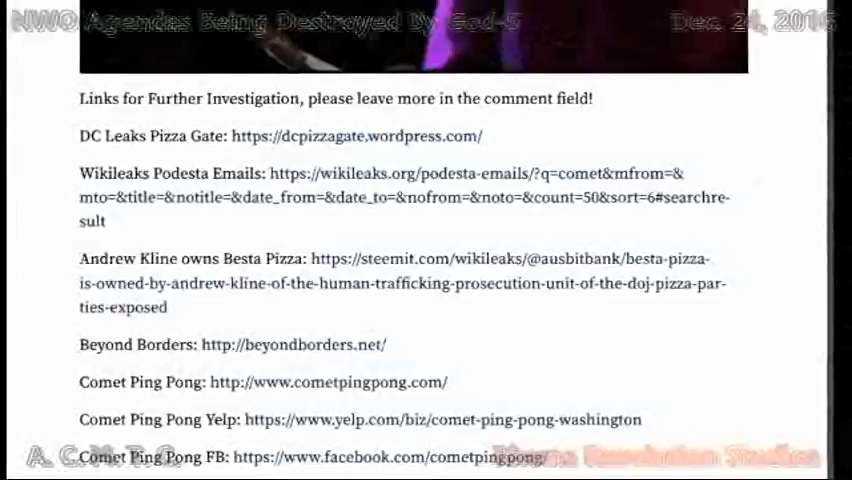 NWO Agendas Being Destroyed By God-5 Dec. 24, 2016
Links for Further Investigation, please leave more in the comment field!
DC Leaks Pizza Gate: https://dcpizzagate.wordpress.com/
Wikileaks Podesta Emails: https://wikileaks.org/podesta-emails/?q=comet&mfrom=&
mto=&title=&notitle=&date_from=&date_to=&nofrom=&noto=&count=50&sort=6#searchre-
sult
Andrew Kline owns Besta Pizza: https://steemit.com/wikileaks/@ausbitbank/besta-pizza-
is-owned-by-andrew-kline-of-the-human-trafficking-prosecution-unit-of-the-doj-pizza-par-
ties-exposed
Beyond Borders: http://beyondborders.net/
Comet Ping Pong: http://www.cometpingpong.com/
Comet Ping Pong Yelp: https://www.yelp.com/biz/comet-ping-pong-washington
Comet Ping Pong FB: https://www.facebook.com/cometpingpong/
Revolution Studios